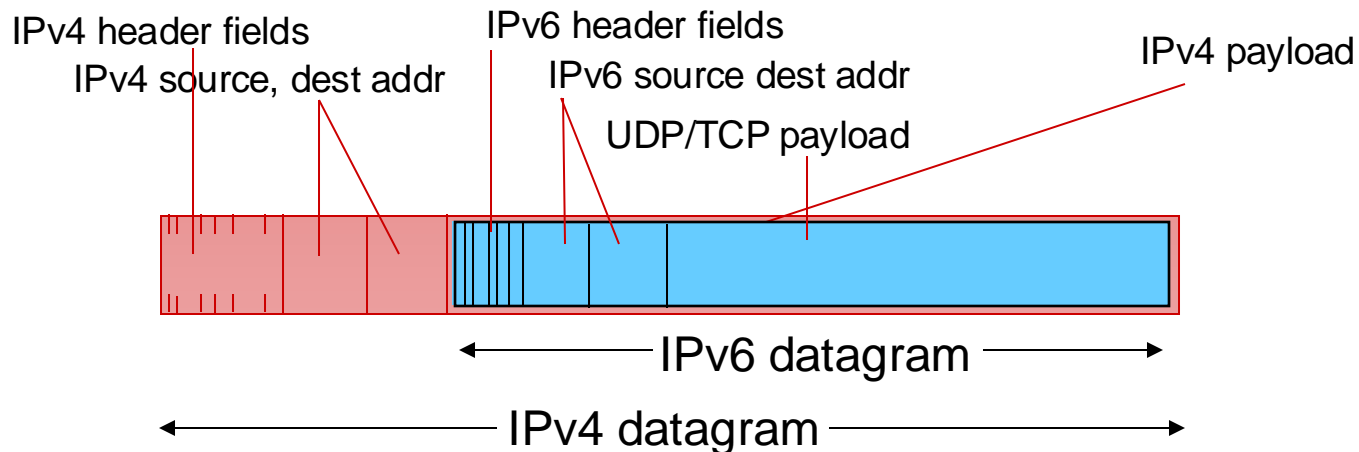 IPv4 header fields
IPv4 source, dest addr
IPv6 header fields
IPv6 source dest addr
UDP/TCP payload
IPv4 payload
IPv6 datagram
IPv4 datagram